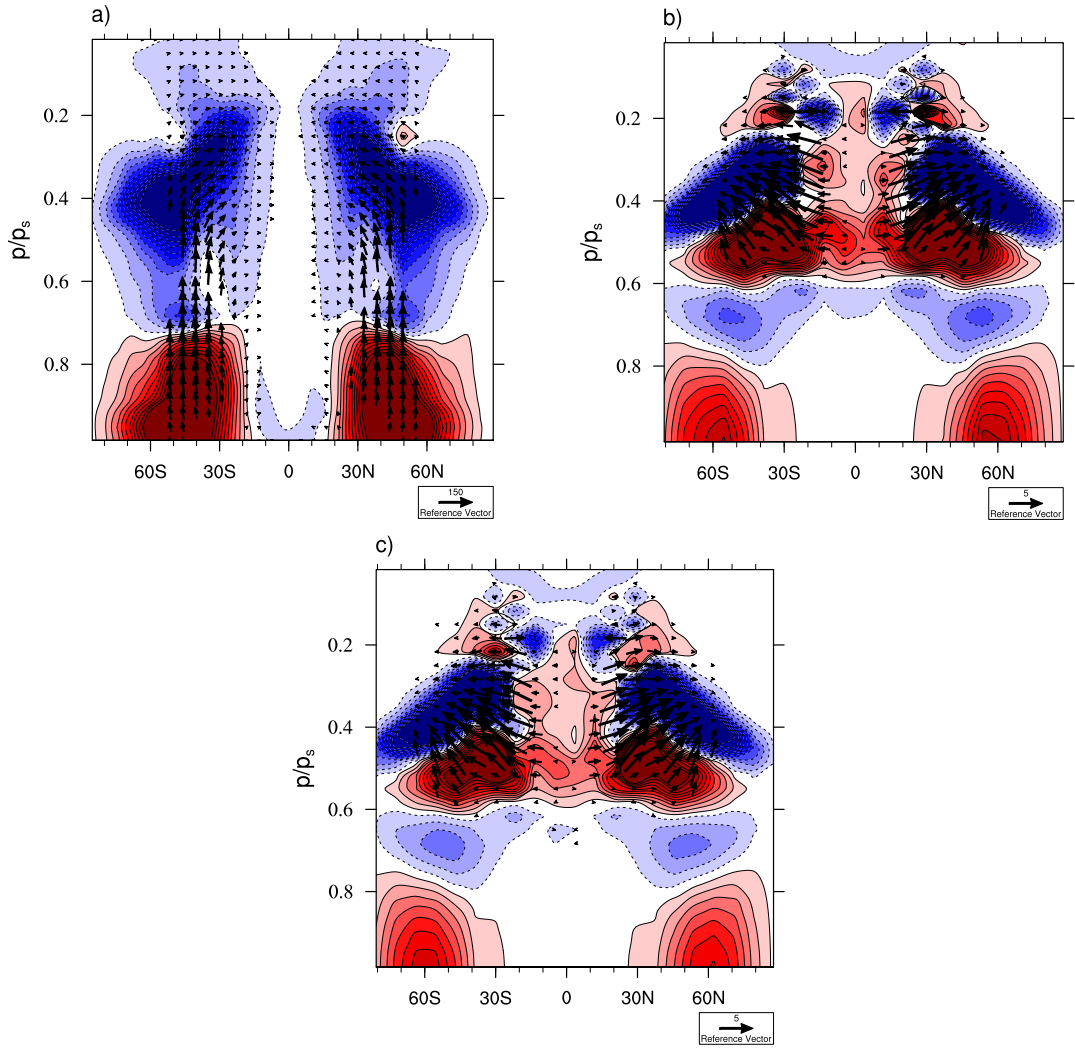 a)
0.2
0.4
0.6
0.8
p/ps
60S 30S 0 30N 60N
150
Reference Vector
b)
0.2
0.4
0.6
0.8
p/ps
60S 30S 0 30N 60N
5
Reference Vector
c)
0.2
0.4
0.6
0.8
p/ps
60S 30S 0 30N 60N
5
Reference Vector